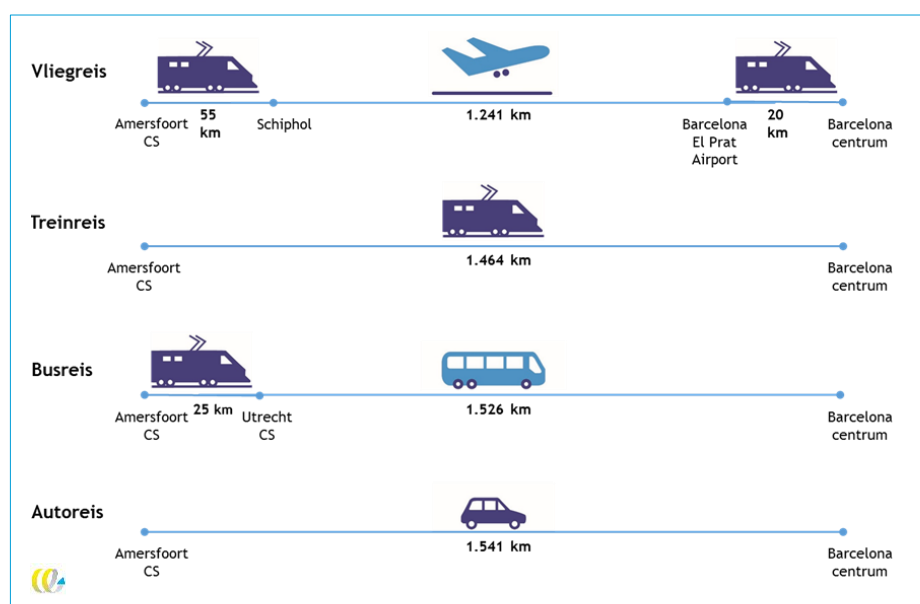 Vliegreis
55
km
1.241 km
20
km
Amersfoort
CS
Schiphol
Barcelona
El Prat
Airport
Barcelona
centrum
Treinreis
1.464 km
Amersfoort
CS
Barcelona
centrum
Busreis
25 km
1.526 km
Amersfoort
CS
Utrecht
CS
Barcelona
centrum
Autoreis
1.541 km
Amersfoort
CS
Barcelona
centrum